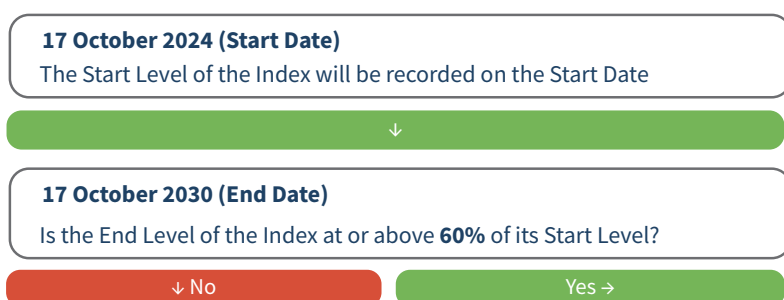 17 October 2024 (Start Date)
The Start Level of the Index will be recorded on the Start Date
↓
17 October 2030 (End Date)
Is the End Level of the Index at or above 60% of its Start Level?
↓ No
Yes →